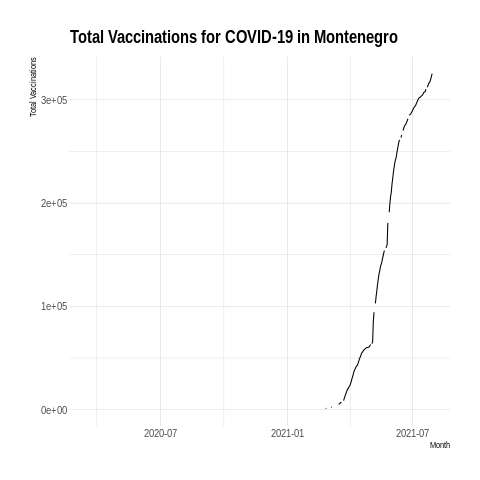 Total Vaccinations for COVID-19 in Montenegro
Total Vaccinations
3e+05
2e+05
1e+05
0e+00
2020-07
2021-01
2021-07
Month